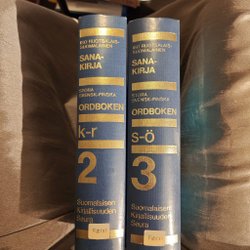 ISO RUOTSALAIS-
SUOMALAINEN
SANA-
KIRJA
STORA
SVENSK-FINSKA
ORDBOKEN
k-r
2
Suomalaisen
Kirjallisuuden
Seura
ISO RUOTSALAIS-
SUOMALAINEN
SANA-
KIRJA
STORA
SVENSK-FINSKA
ORDBOKEN
s-ö
3
Suomalaisen
Kirjallisuuden
Seura